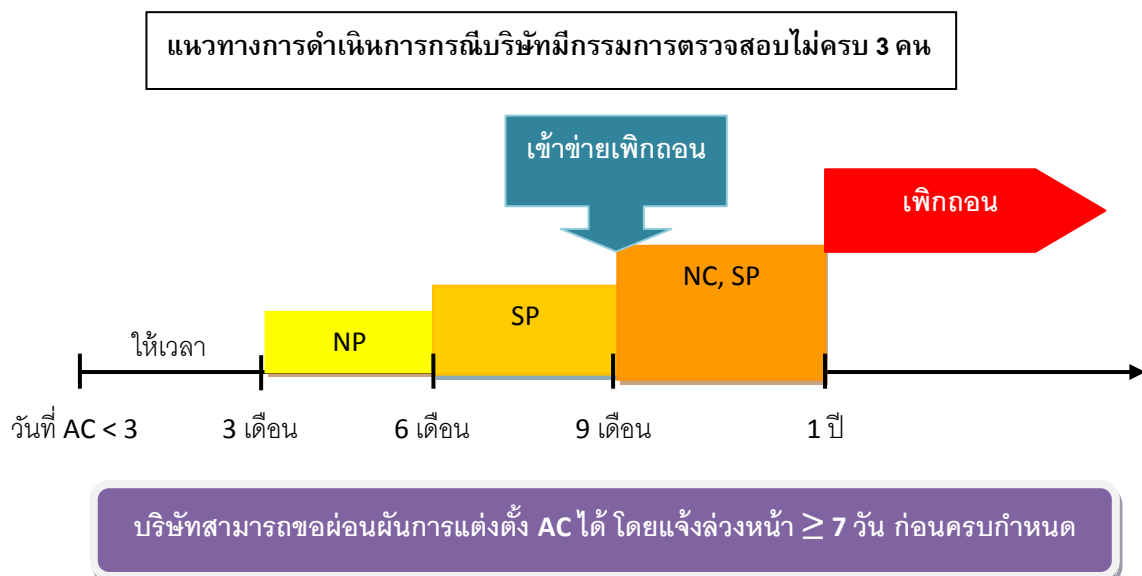 แนวทางการดำเนินการกรณีบริษัทมีกรรมการตรวจสอบไม่ครบ 3 คน
เข้าข่ายเพิกถอน
เพิกถอน
NC, SP
SP
NP
ให้เวลา
วันที่ AC < 3
3 เดือน
6 เดือน
9 เดือน
1 ปี
บริษัทสามารถขอผ่อนผันการแต่งตั้ง AC ได้ โดยแจ้งล่วงหน้า ≥ 7 วัน ก่อนครบกำหนด